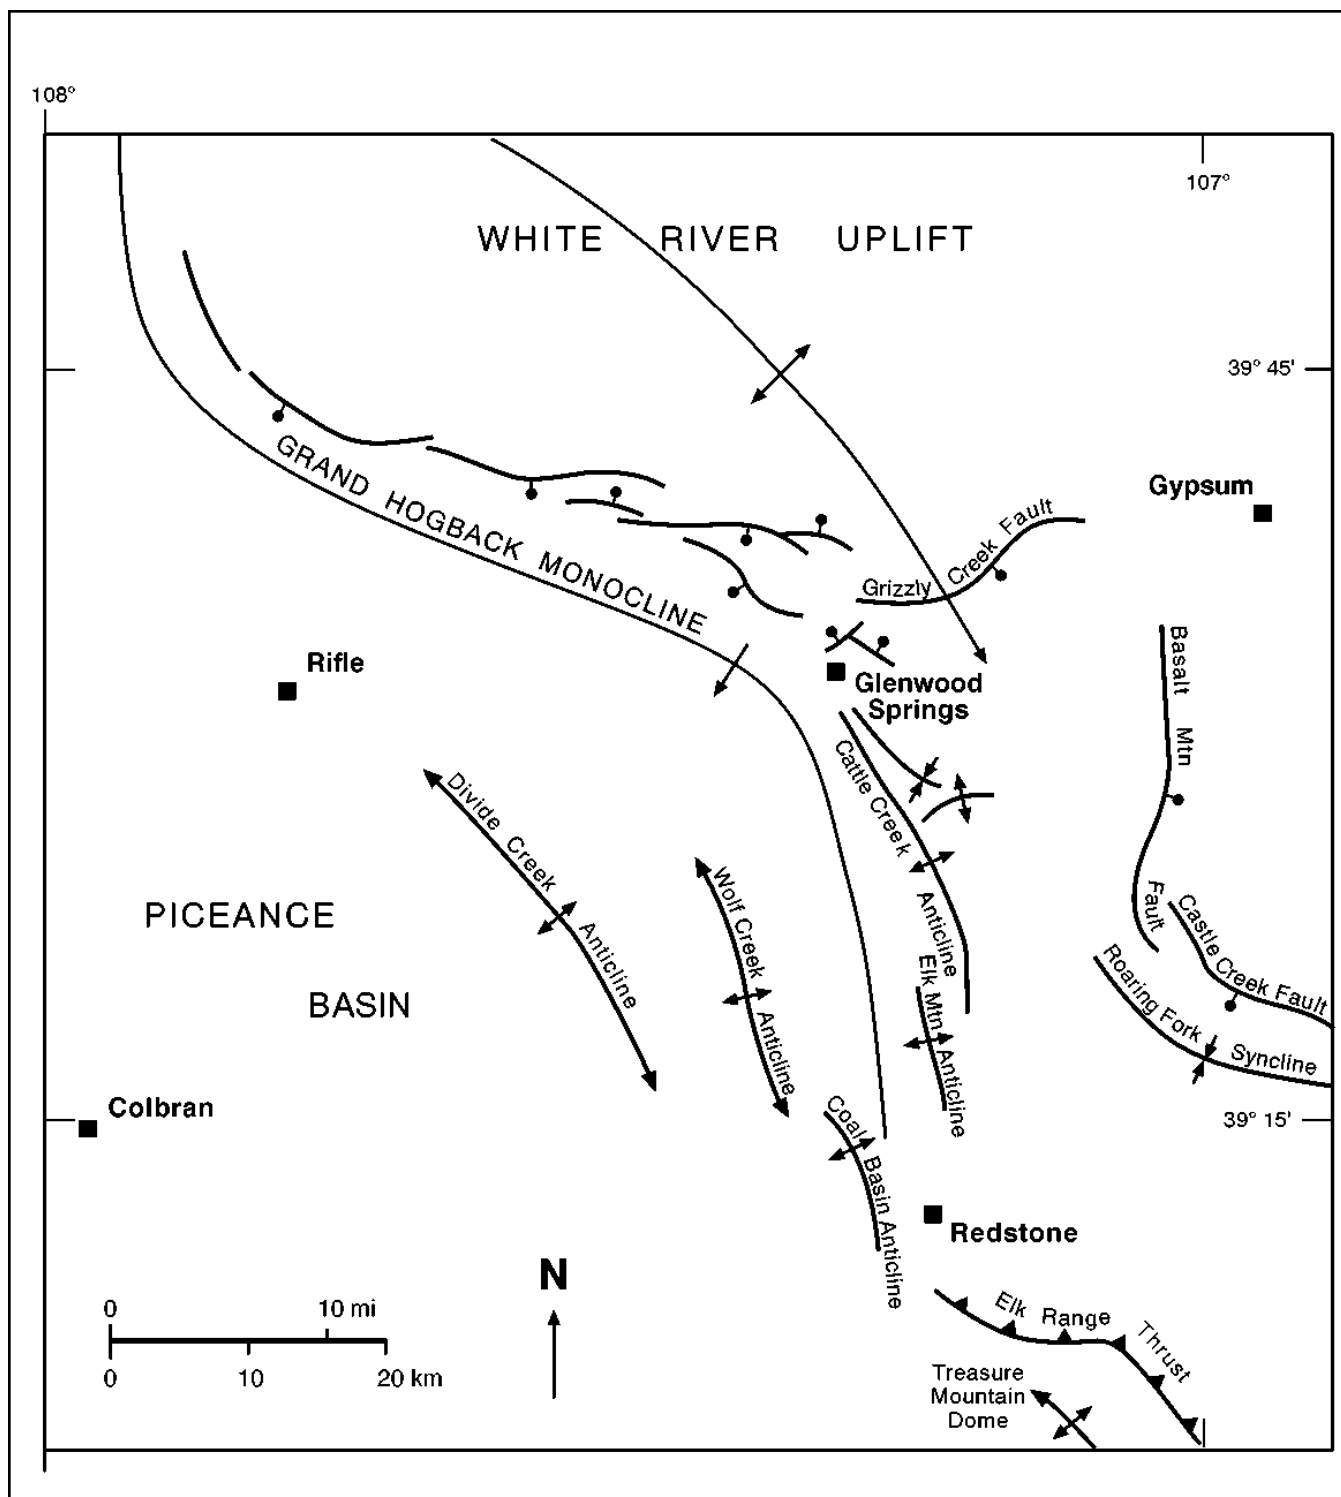 108°
107°
WHITE RIVER UPLIFT
39° 45'
GRAND HOGBACK MONOCLINE
Gypsum
Grizzly Creek Fault
Basalt Mtn Fault
Rifle
Glenwood
Springs
Cattle Creek Anticline
Divide Creek Anticline
Wolf Creek Anticline
PICEANCE
BASIN
Elk Mtn Anticline
Castle Creek Fault
Roaring Fork Syncline
Colbran
39° 15'
Coal Basin Anticline
Redstone
N
0 10 mi
0 10 20 km
Elk Range Thrust
Treasure
Mountain
Dome